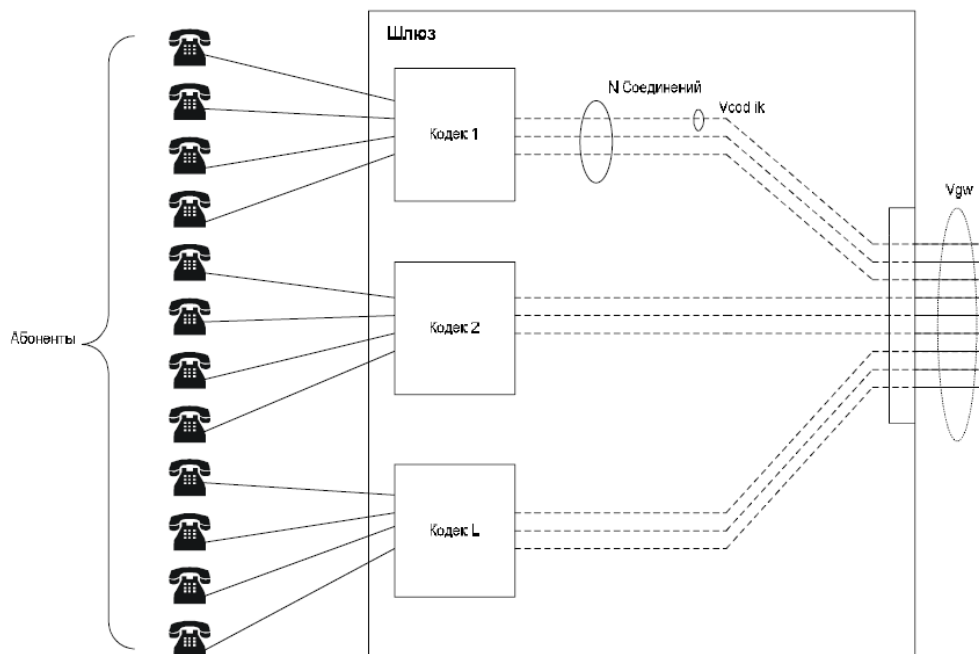 Шлюз
N Соединений
Vcod ik
Кодек 1
Vgw
Кодек 2
Абоненты
Кодек L